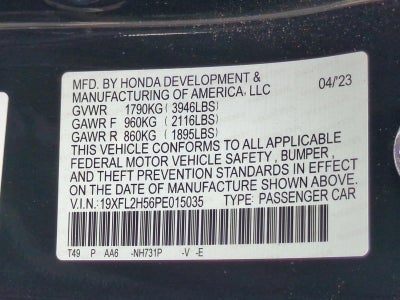 MFD. BY HONDA DEVELOPMENT &
MANUFACTURING OF AMERICA, LLC 04/'23
GVWR 1790KG (3946LBS)
GAWR F 960KG (2116LBS)
GAWR R 860KG (1895LBS)
THIS VEHICLE CONFORMS TO ALL APPLICABLE
FEDERAL MOTOR VEHICLE SAFETY, BUMPER,
AND THEFT PREVENTION STANDARDS IN EFFECT
ON THE DATE OF MANUFACTURE SHOWN ABOVE.
V.I.N.: 19XFL2H56PE015035 TYPE: PASSENGER CAR
T49 P AA6 -NH731P -V -E